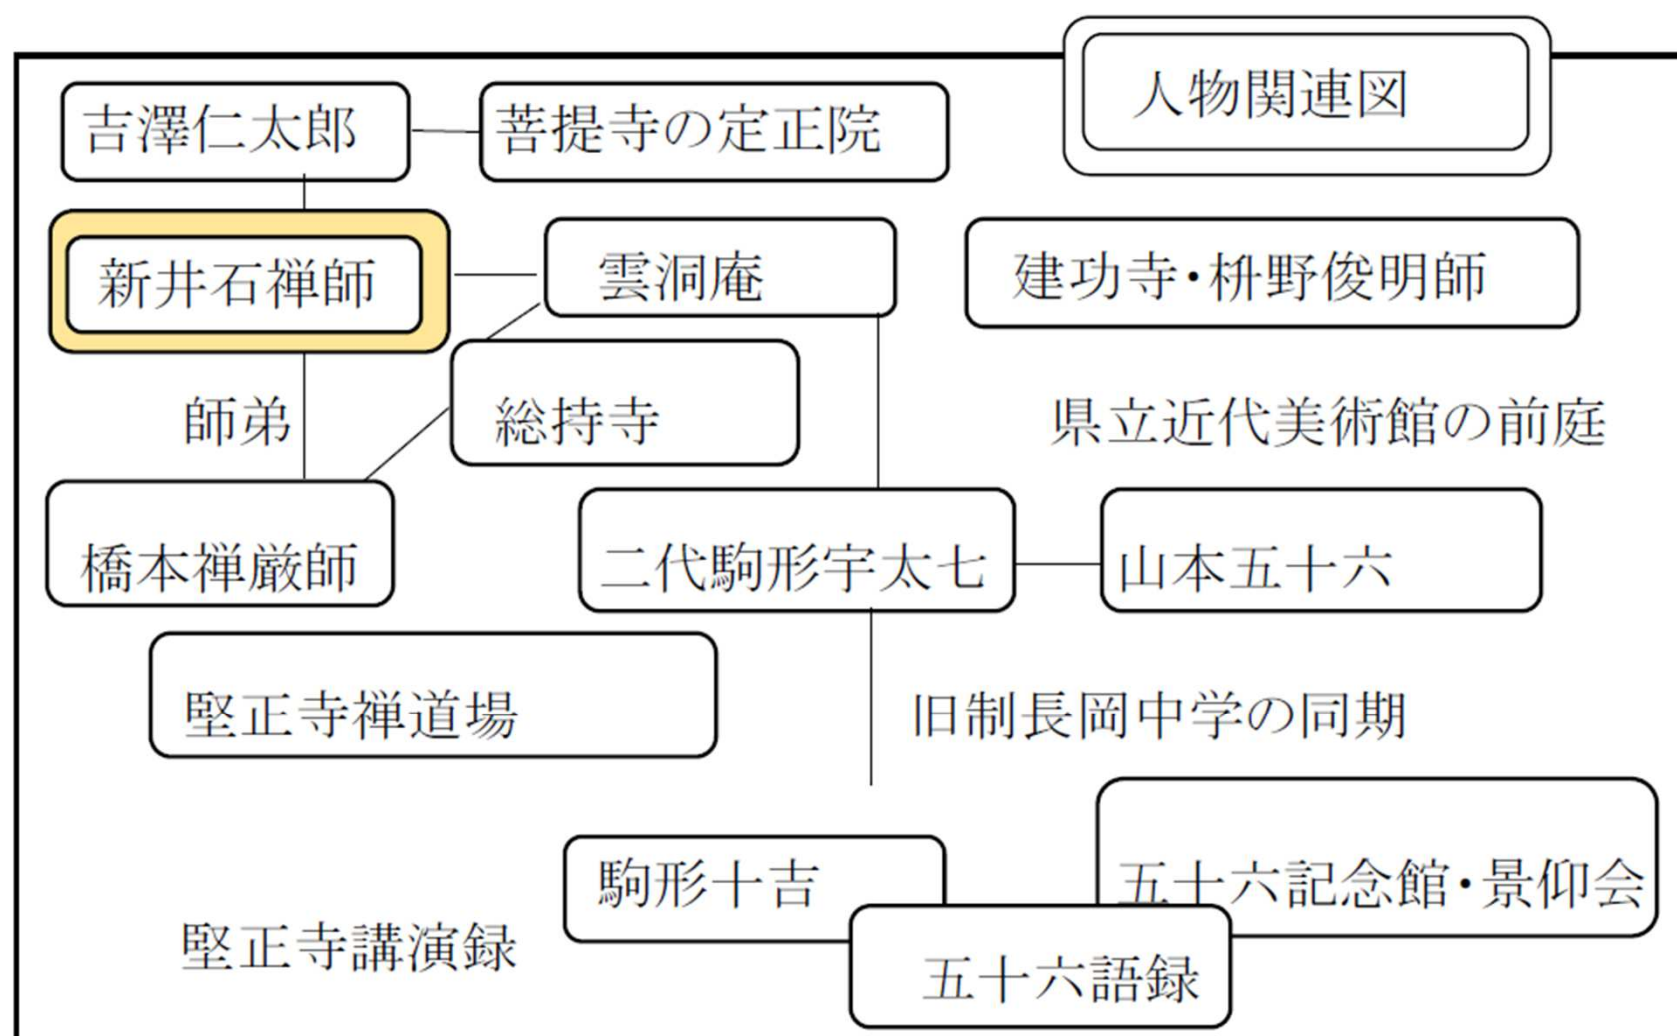 人物関連図
吉澤仁太郎
菩提寺の定正院
新井石禅師
雲洞庵
建功寺・枡野俊明師
師弟
総持寺
県立近代美術館の前庭
橋本禅厳師
二代駒形宇太七
山本五十六
堅正寺禅道場
旧制長岡中学の同期
駒形十吉
五十六記念館・景仰会
堅正寺講演録
五十六語録